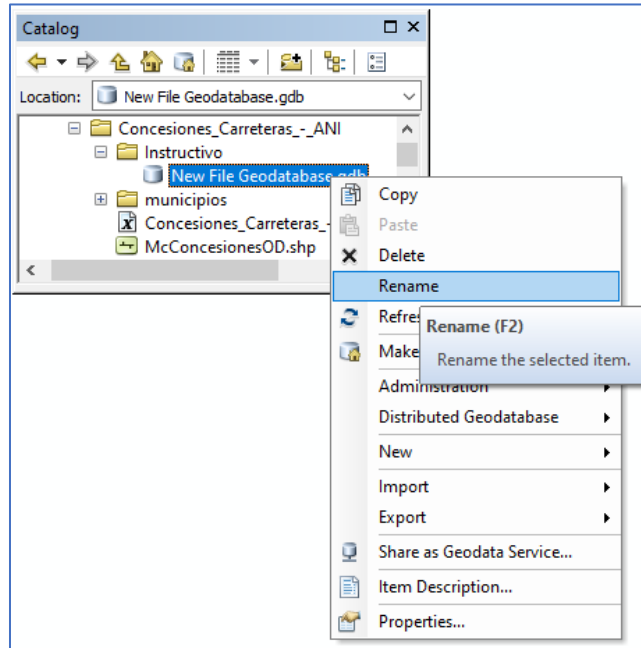 Catalog
Location: New File Geodatabase.gdb
Concesiones_Carreteras_-_ANI
Instructivo
New File Geodatabase.gdb
municipios
Concesiones_Carreteras_-
McConcesionesOD.shp
Copy
Paste
Delete
Rename
Refres
Rename (F2)
Make
Rename the selected item.
Administration
Distributed Geodatabase
New
Import
Export
Share as Geodata Service...
Item Description...
Properties...